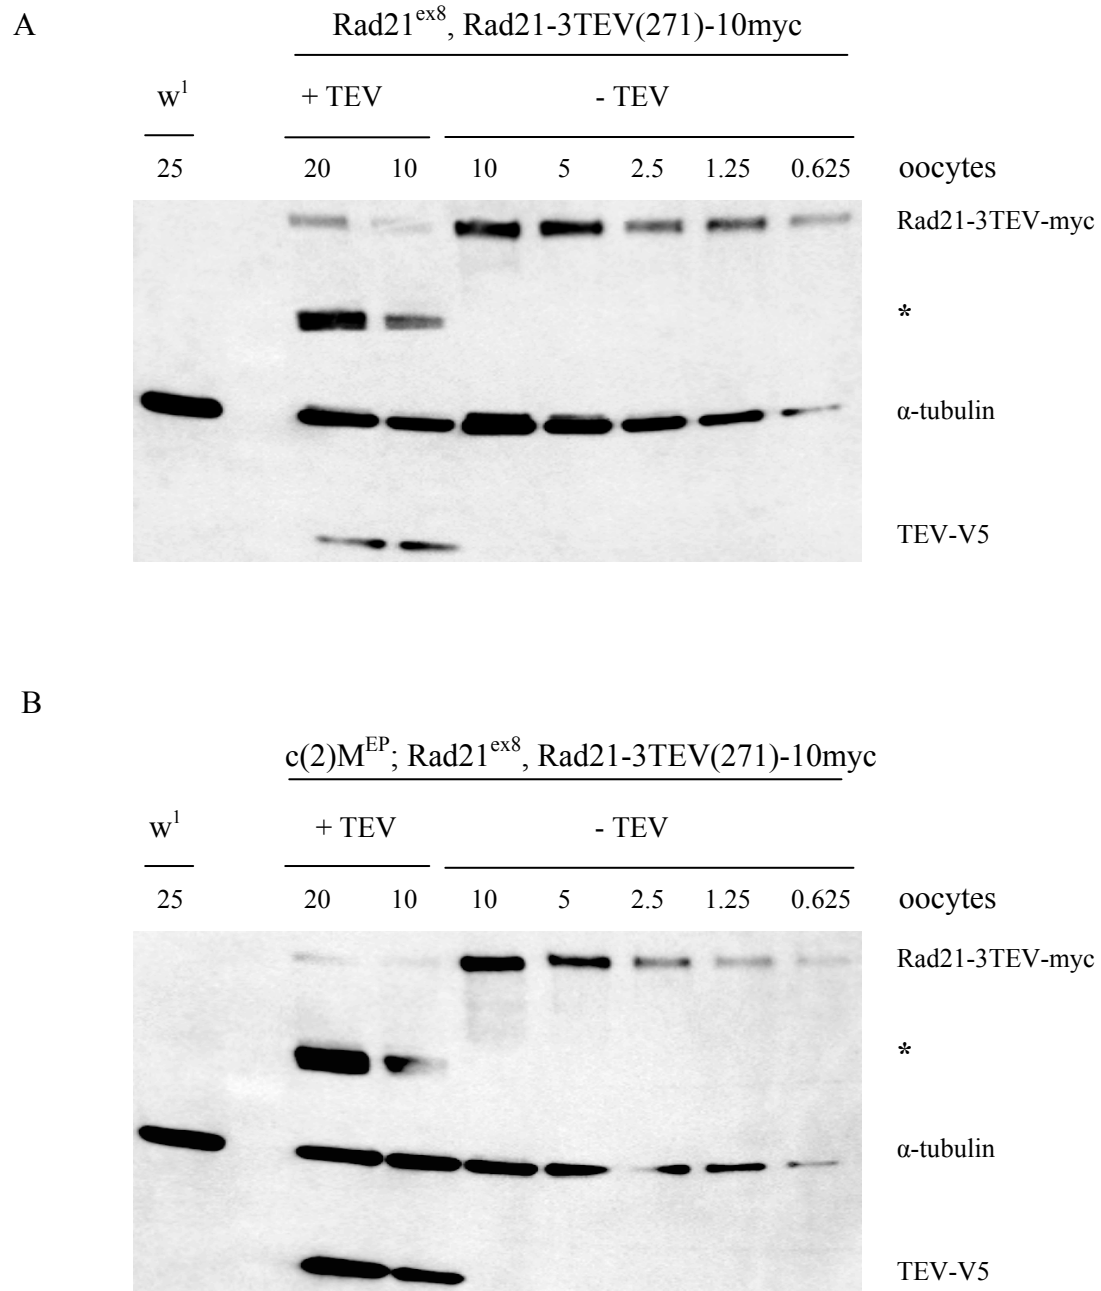 A
Rad21ex8, Rad21-3TEV(271)-10myc
w1
+ TEV
- TEV
25 20 10 10 5 2.5 1.25 0.625 oocytes
Rad21-3TEV-myc
*
α-tubulin
TEV-V5
B
c(2)MEP; Rad21ex8, Rad21-3TEV(271)-10myc
w1
+ TEV
- TEV
25 20 10 10 5 2.5 1.25 0.625 oocytes
Rad21-3TEV-myc
*
α-tubulin
TEV-V5